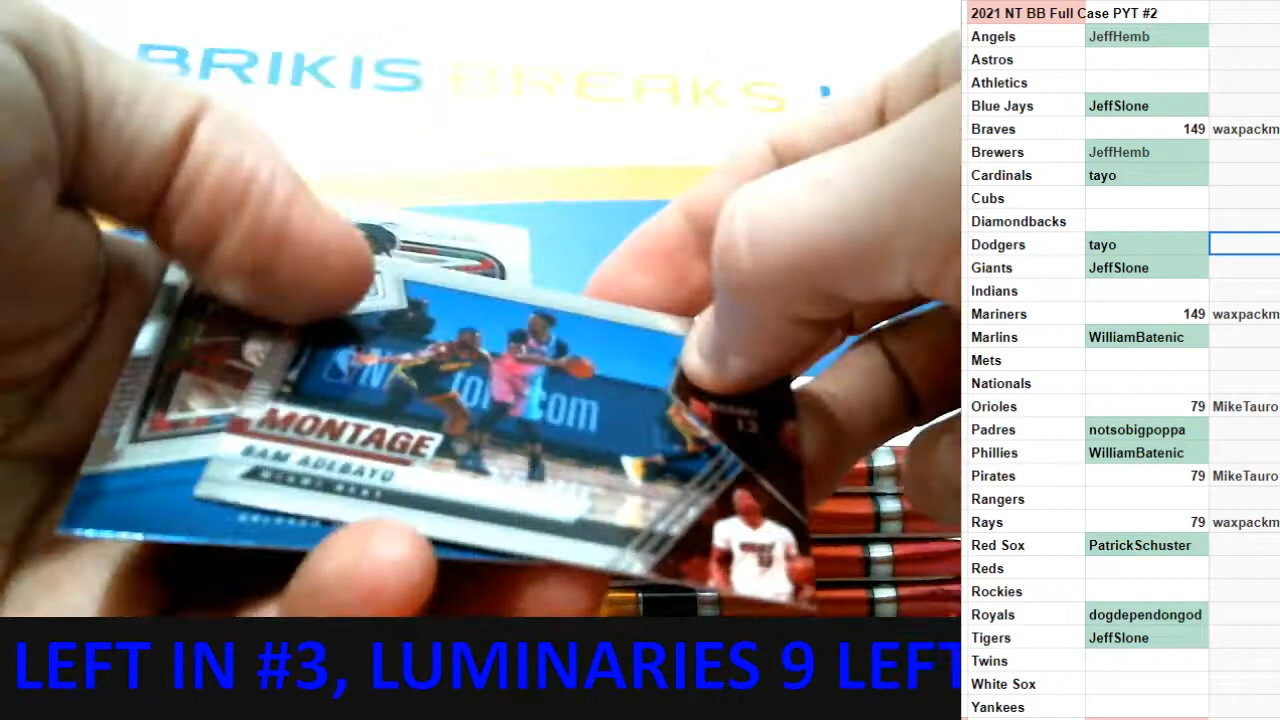 BRIKIS BREAKS
MONTAGE
BAM ADEBAYO
MIAMI HEAT
13
LEFT IN #3, LUMINARIES 9 LEFT
2021 NT BB Full Case PYT #2
Angels JeffHemb
Astros
Athletics
Blue Jays JeffSlone
Braves 149 waxpackm
Brewers JeffHemb
Cardinals tayo
Cubs
Diamondbacks
Dodgers tayo
Giants JeffSlone
Indians
Mariners 149 waxpackm
Marlins WilliamBatenic
Mets
Nationals
Orioles 79 MikeTauro
Padres notsobigpoppa
Phillies WilliamBatenic
Pirates 79 MikeTauro
Rangers
Rays 79 waxpackm
Red Sox PatrickSchuster
Reds
Rockies
Royals dogdependongod
Tigers JeffSlone
Twins
White Sox
Yankees